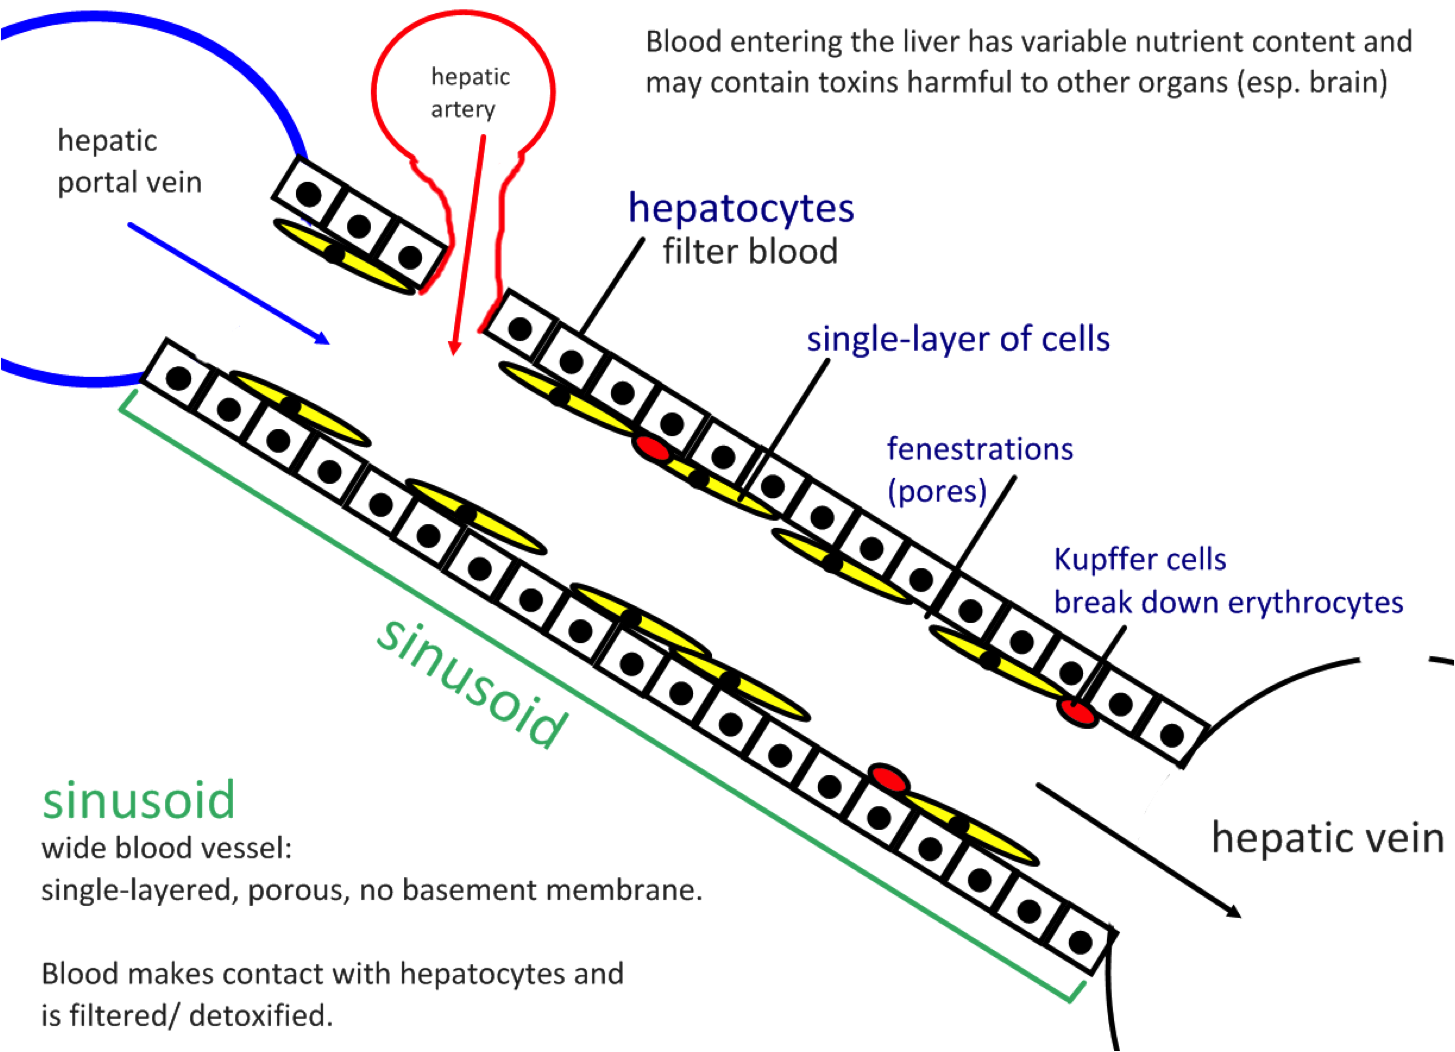 Blood entering the liver has variable nutrient content and
may contain toxins harmful to other organs (esp. brain)
hepatic
artery
hepatic
portal vein
hepatocytes
filter blood
single-layer of cells
fenestrations
(pores)
Kupffer cells
break down erythrocytes
sinusoid
hepatic vein
sinusoid
wide blood vessel:
single-layered, porous, no basement membrane.
Blood makes contact with hepatocytes and
is filtered/ detoxified.